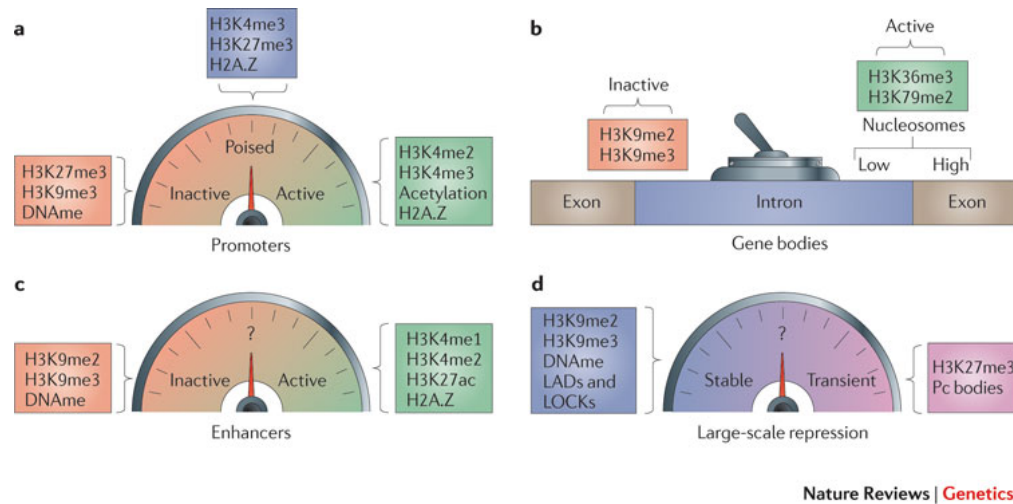 a
H3K4me3
H3K27me3
H2A.Z
Poised
H3K27me3
H3K9me3
DNAme
Inactive
Active
H3K4me2
H3K4me3
Acetylation
H2A.Z
Promoters
b
Inactive
H3K9me2
H3K9me3
Active
H3K36me3
H3K79me2
Nucleosomes
Low
High
Exon
Intron
Exon
Gene bodies
c
?
H3K9me2
H3K9me3
DNAme
Inactive
Active
H3K4me1
H3K4me2
H3K27ac
H2A.Z
Enhancers
d
H3K9me2
H3K9me3
DNAme
LADs and
LOCKs
?
Stable
Transient
H3K27me3
Pc bodies
Large-scale repression
Nature Reviews | Genetics